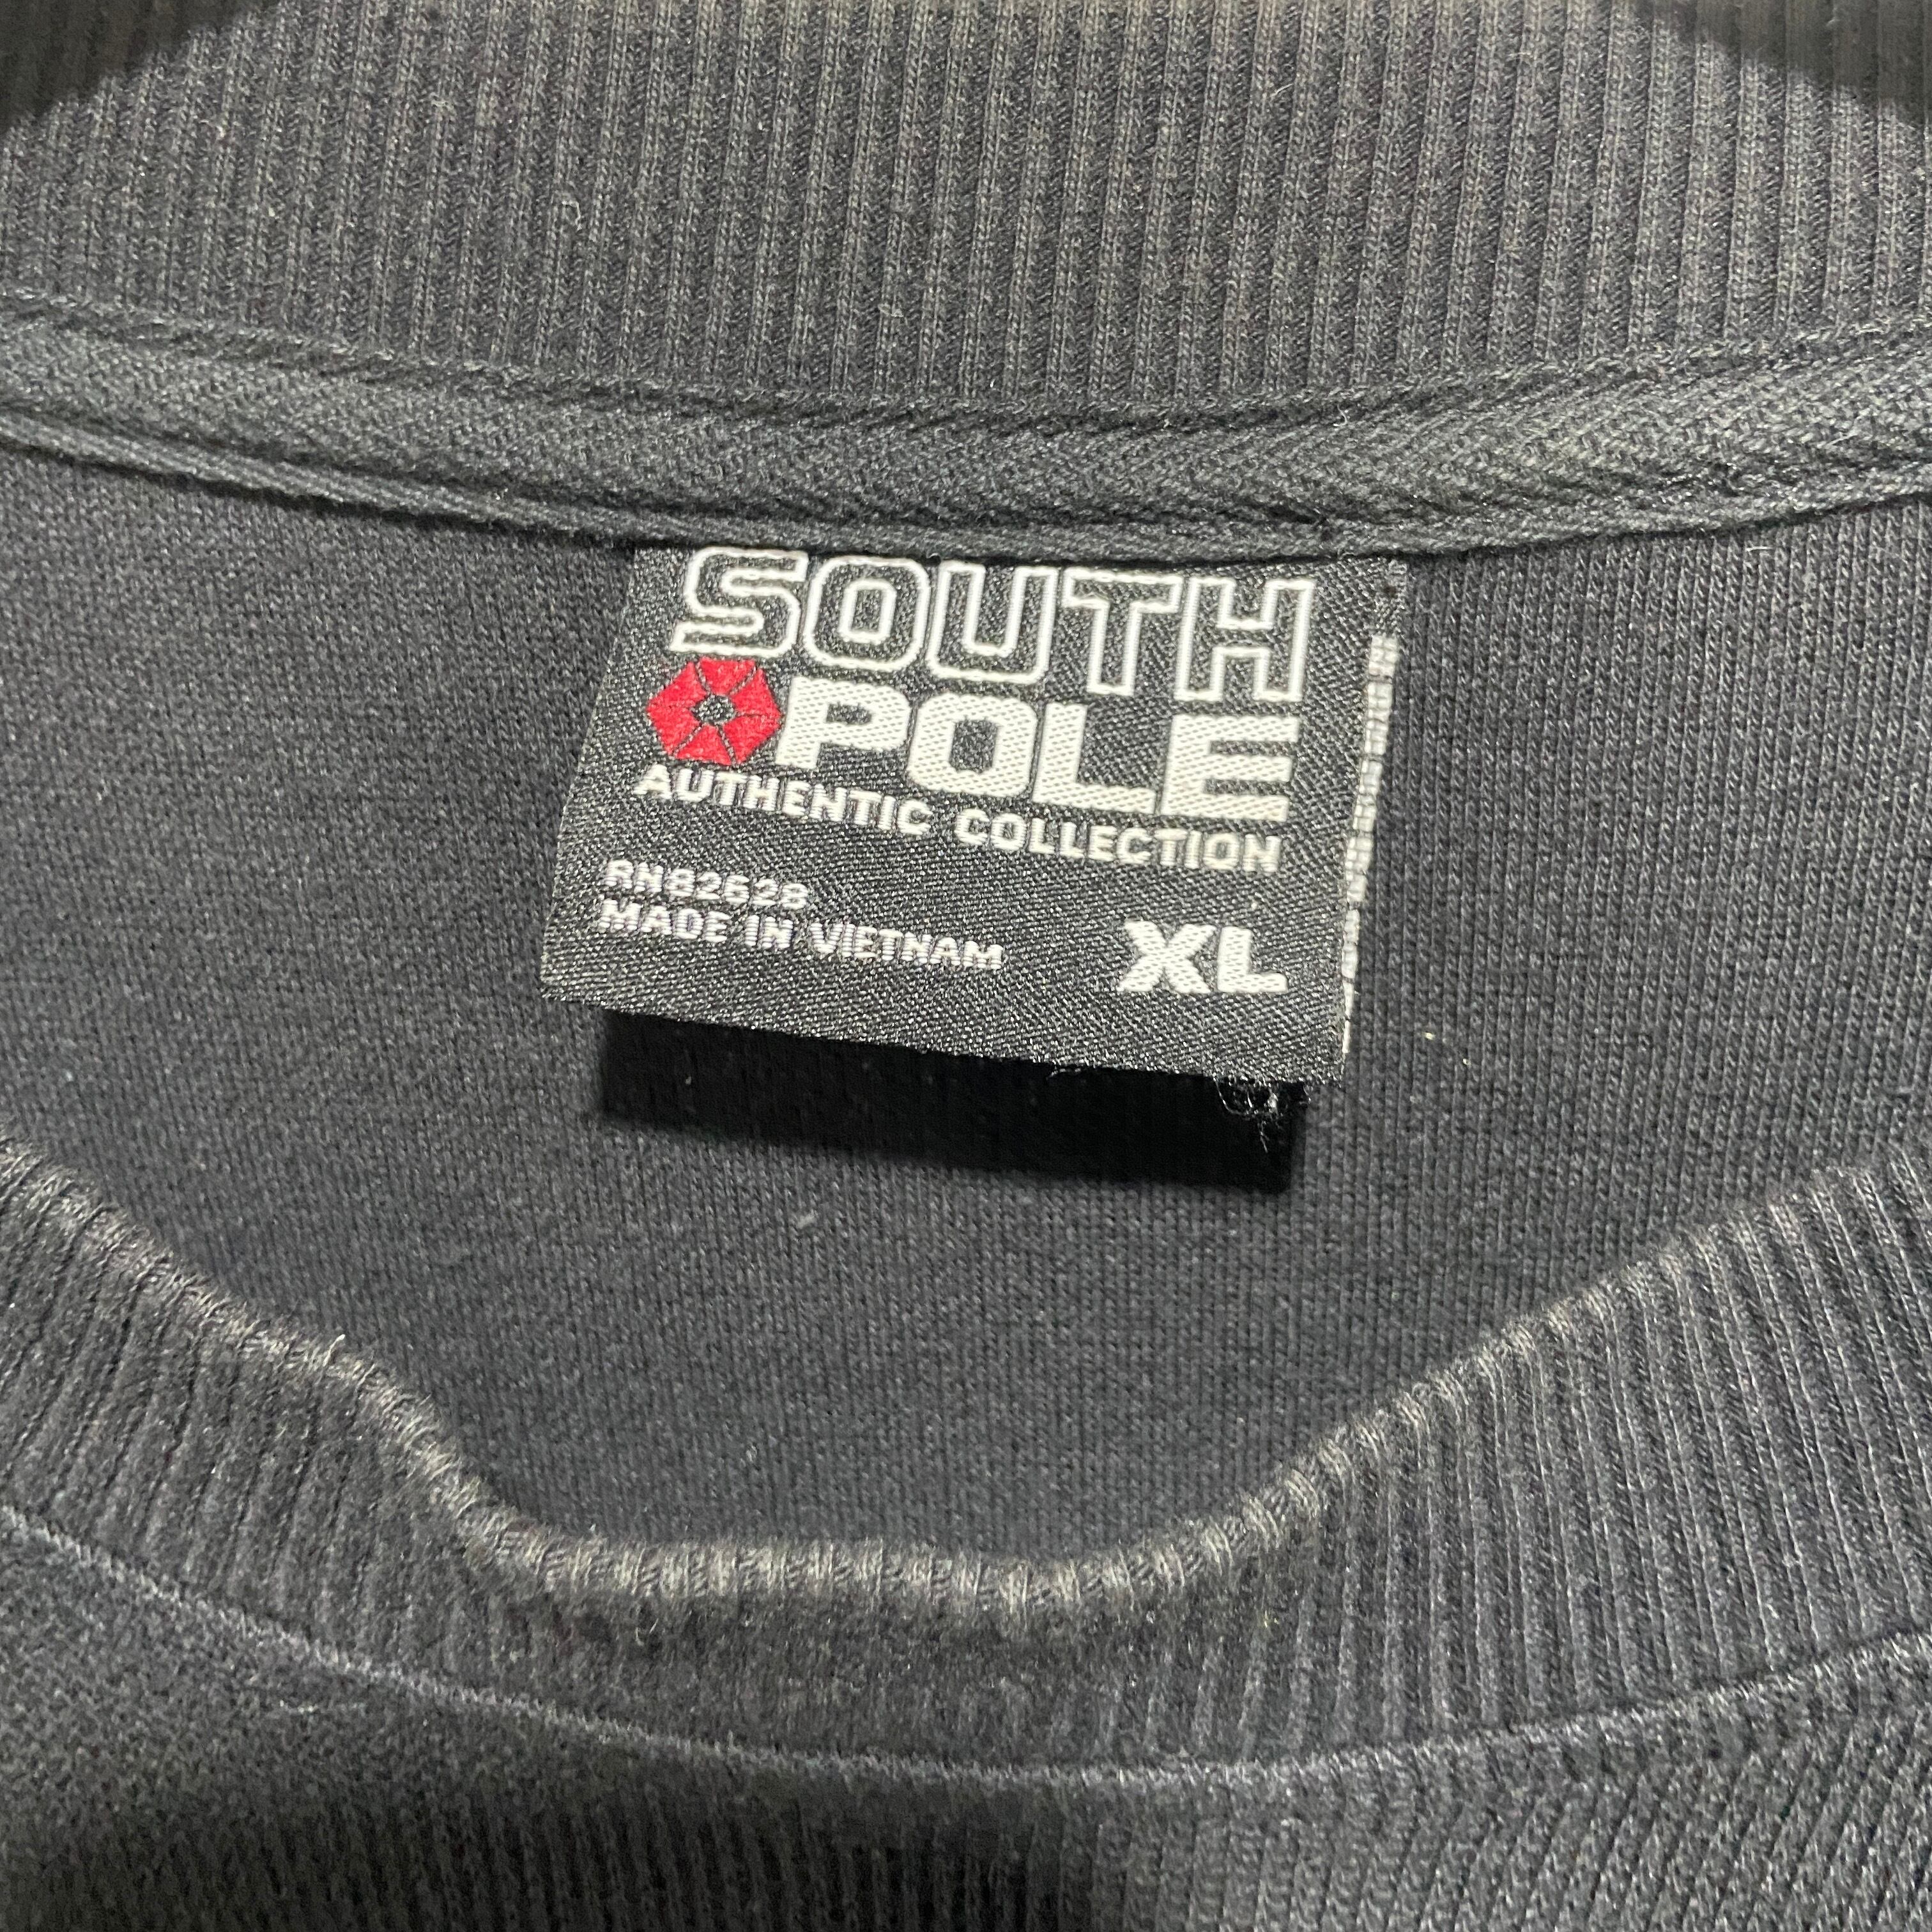 SOUTH
POLE
AUTHENTIC COLLECTION
RN82628
MADE IN VIETNAM
XL